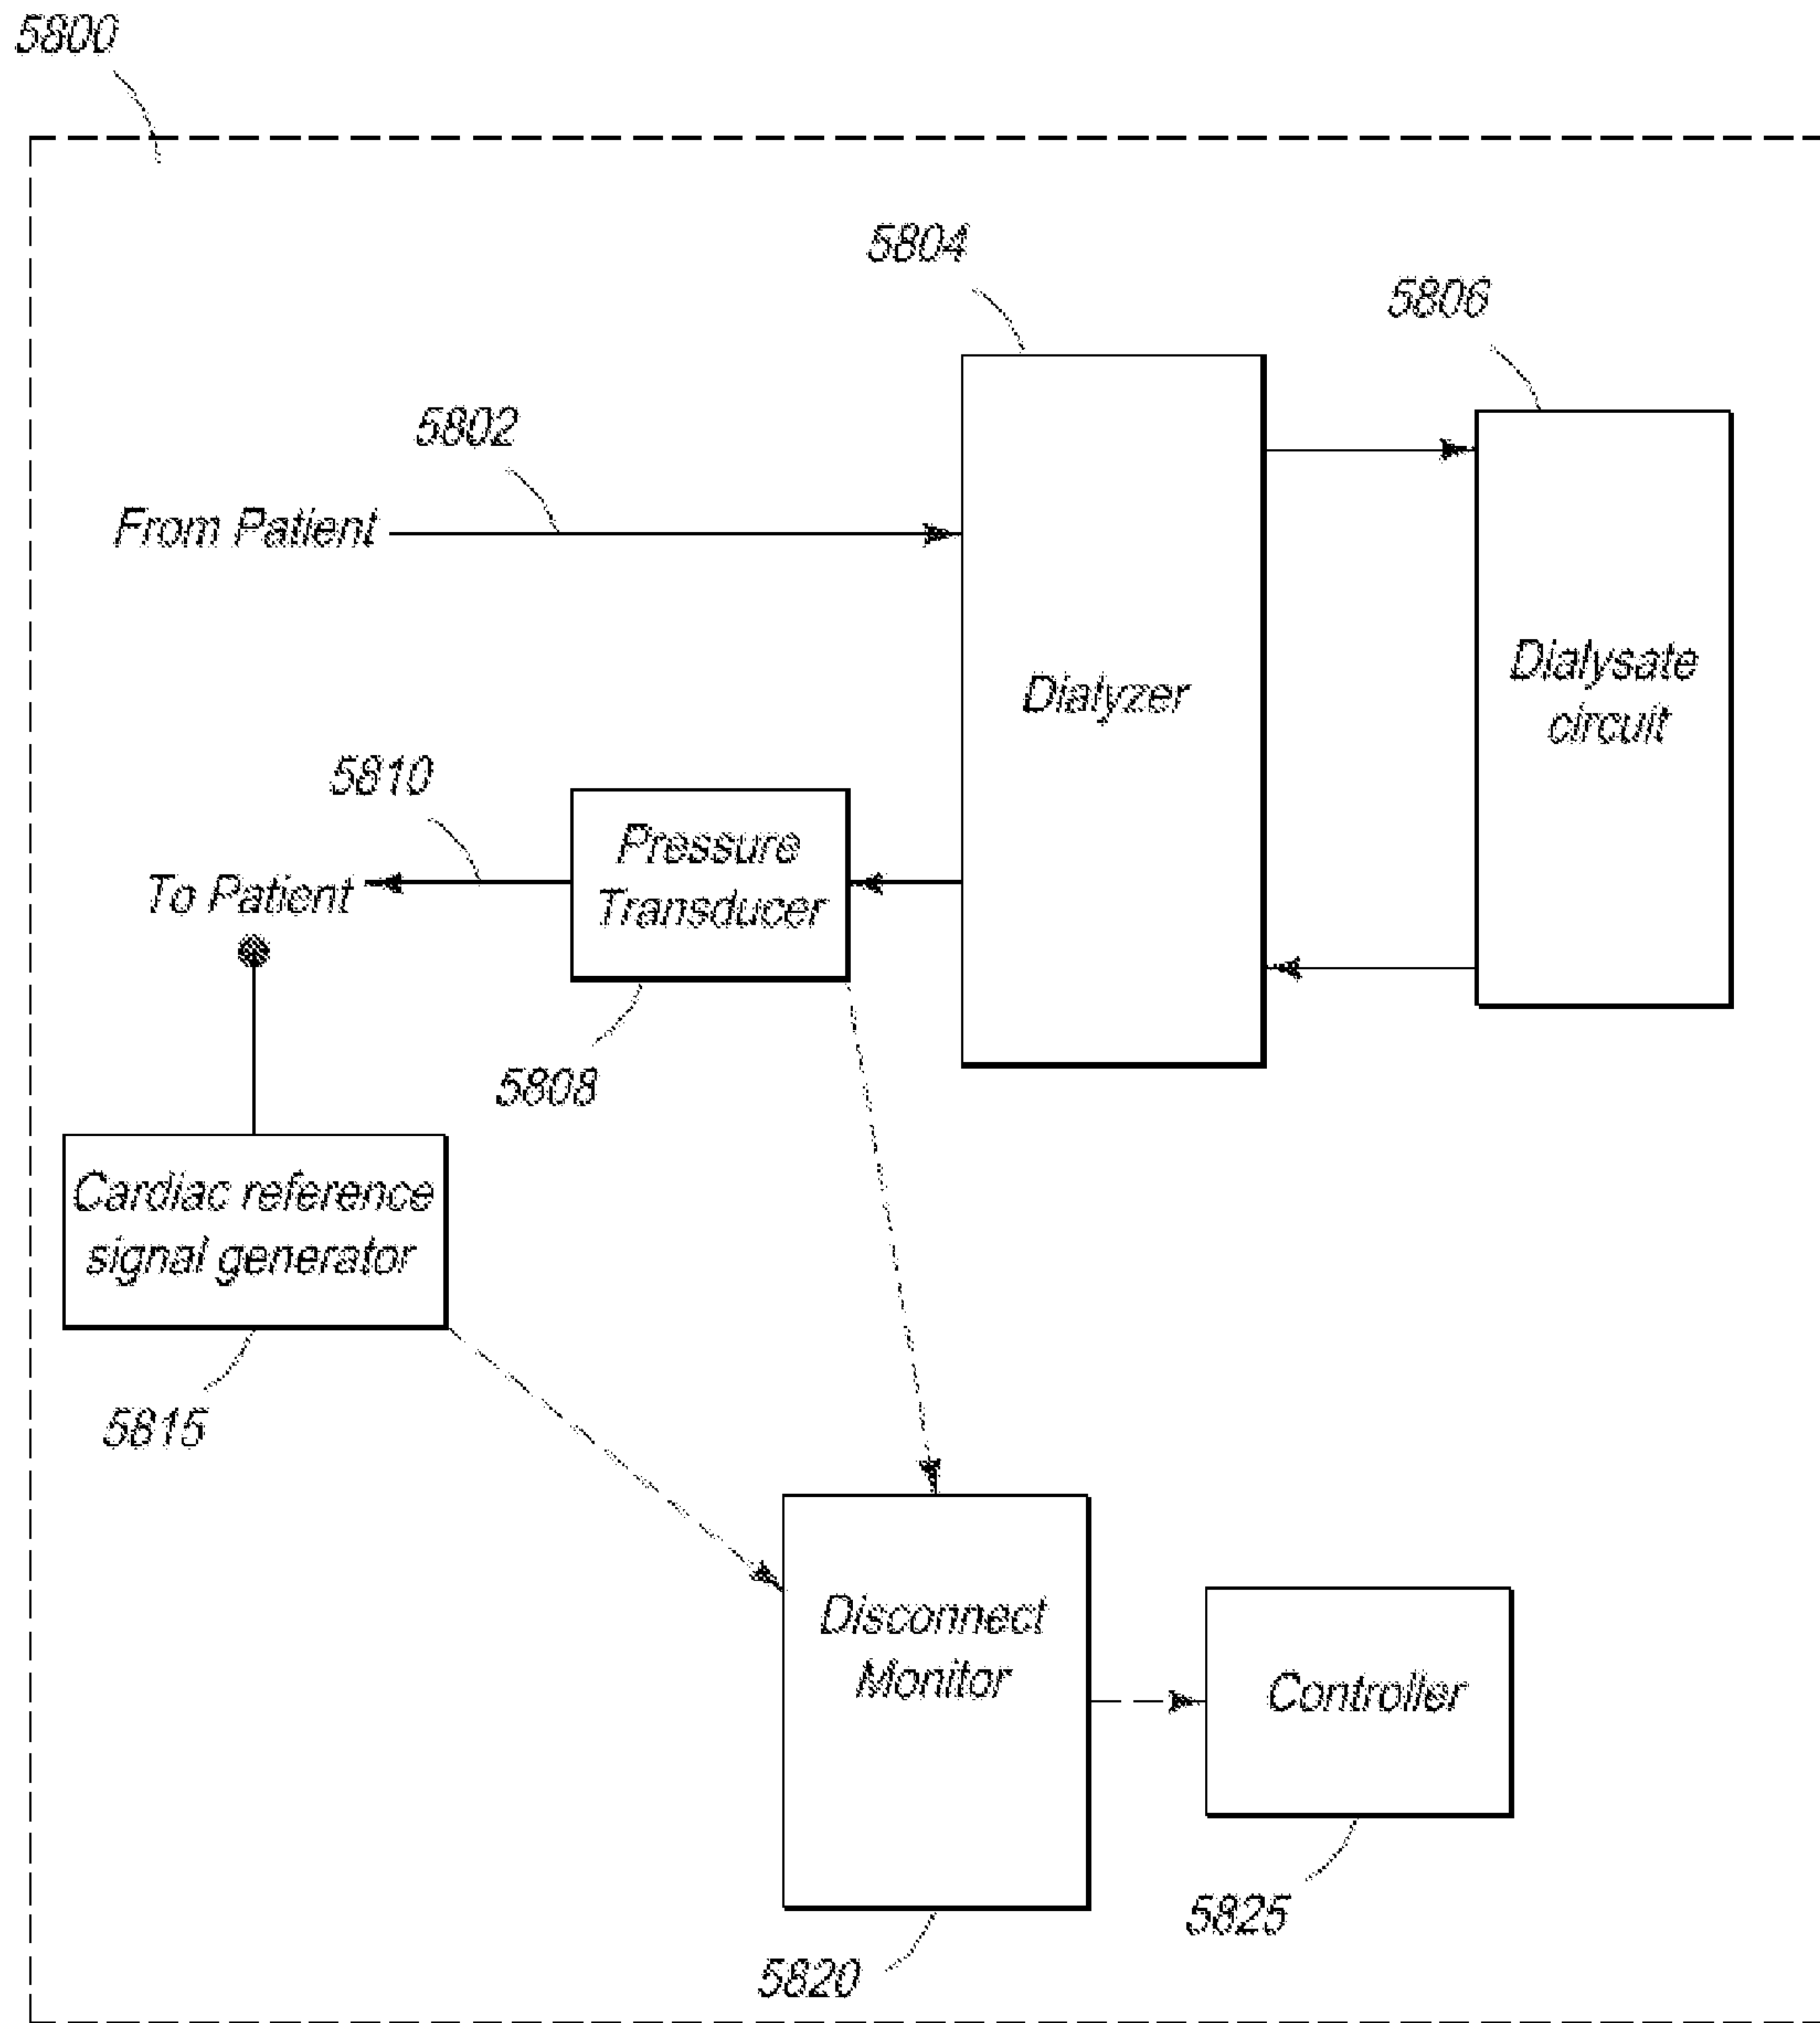 5800
5804
5806
5802
From Patient
Dialyzer
Dialysate
circuit
5810
Pressure
Transducer
To Patient
5808
Cardiac reference
signal generator
5815
Disconnect
Monitor
Controller
5825
5820